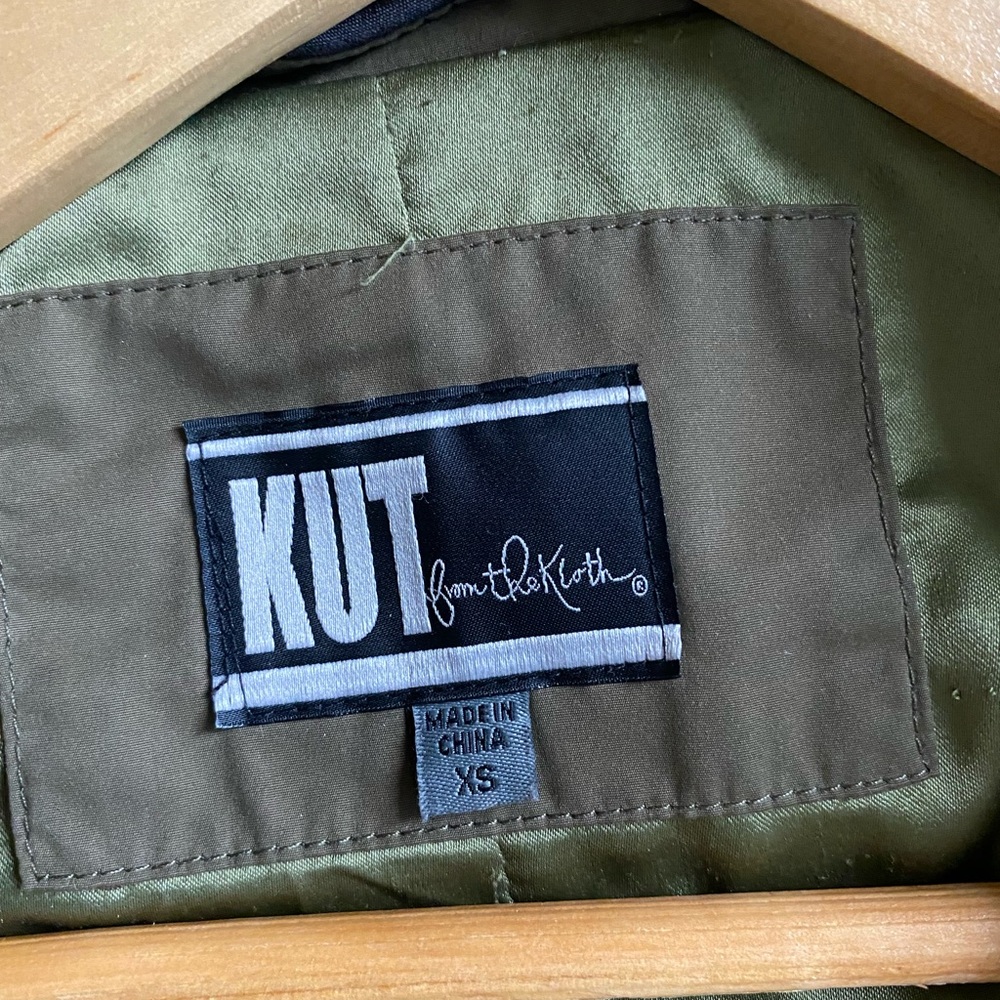 KUT from the Kloth ®
MADE IN
CHINA
XS